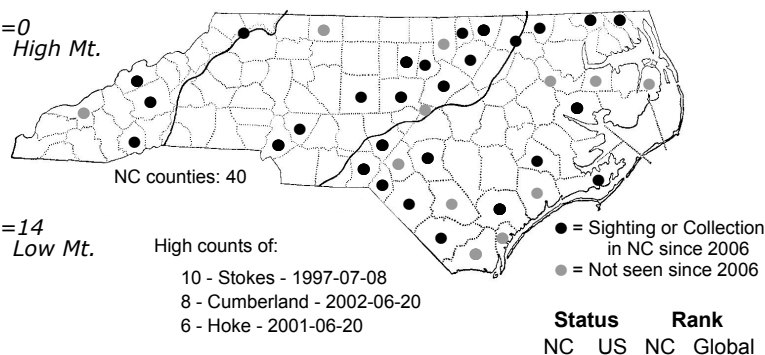 =0
High Mt.
NC counties: 40
=14
Low Mt.
High counts of:
10 - Stokes - 1997-07-08
8 - Cumberland - 2002-06-20
6 - Hoke - 2001-06-20
= Sighting or Collection
in NC since 2006
= Not seen since 2006
Status Rank
NC US NC Global